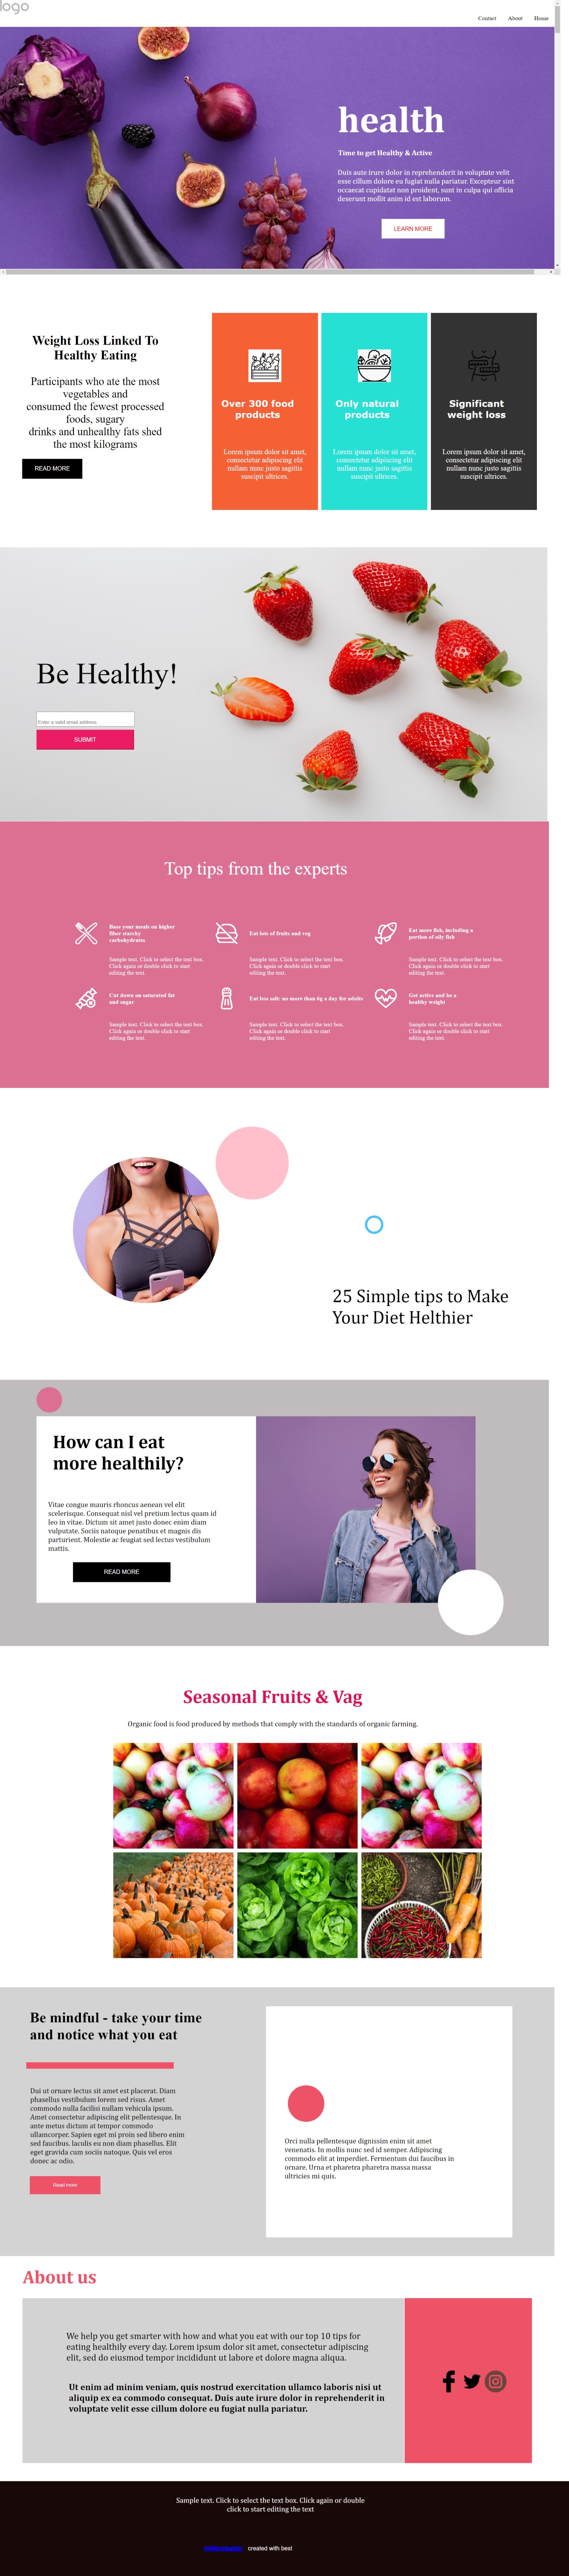 logo
Contact About Home
health
Time to get Healthy & Active
Duis aute irure dolor in reprehenderit in voluptate velit
esse cillum dolore eu fugiat nulla pariatur. Excepteur sint
occaecat cupidatat non proident, sunt in culpa qui officia
deserunt mollit anim id est laborum.
LEARN MORE
Weight Loss Linked To
Healthy Eating
Participants who ate the most
vegetables and
consumed the fewest processed
foods, sugary
drinks and unhealthy fats shed
the most kilograms
READ MORE
Over 300 food
products
Lorem ipsum dolor sit amet,
consectetur adipiscing elit
nullam nunc justo sagittis
suscipit ultrices.
Only natural
products
Lorem ipsum dolor sit amet,
consectetur adipiscing elit
nullam nunc justo sagittis
suscipit ultrices.
Significant
weight loss
Lorem ipsum dolor sit amet,
consectetur adipiscing elit
nullam nunc justo sagittis
suscipit ultrices.
Be Healthy!
Enter a valid email address
SUBMIT
Top tips from the experts
Base your meals on higher
fiber starchy
carbohydrates
Sample text. Click to select the text box.
Click again or double click to start
editing the text.
Eat lots of fruits and veg
Sample text. Click to select the text box.
Click again or double click to start
editing the text.
Eat more fish, including a
portion of oily fish
Sample text. Click to select the text box.
Click again or double click to start
editing the text.
Cut down on saturated fat
and sugar
Sample text. Click to select the text box.
Click again or double click to start
editing the text.
Eat less salt: no more than 6g a day for adults
Sample text. Click to select the text box.
Click again or double click to start
editing the text.
Get active and be a
healthy weight
Sample text. Click to select the text box.
Click again or double click to start
editing the text.
25 Simple tips to Make
Your Diet Helthier
How can I eat
more healthily?
Vitae congue mauris rhoncus aenean vel elit
scelerisque. Consequat nisl vel pretium lectus quam id
leo in vitae. Dictum sit amet justo donec enim diam
vulputate. Sociis natoque penatibus et magnis dis
parturient. Molestie ac feugiat sed lectus vestibulum
mattis.
READ MORE
Seasonal Fruits & Vag
Organic food is food produced by methods that comply with the standards of organic farming.
Be mindful - take your time
and notice what you eat
Dui ut ornare lectus sit amet est placerat. Diam
phasellus vestibulum lorem sed risus. Amet
commodo nulla facilisi nullam vehicula ipsum.
Amet consectetur adipiscing elit pellentesque. In
ante metus dictum at tempor commodo
ullamcorper. Sapien eget mi proin sed libero enim
sed faucibus. Iaculis eu non diam phasellus. Elit
eget gravida cum sociis natoque. Quis vel eros
donec ac odio.
Read more
Orci nulla pellentesque dignissim enim sit amet
venenatis. In mollis nunc sed id semper. Adipiscing
commodo elit at imperdiet. Fermentum dui faucibus in
ornare. Urna et pharetra pharetra massa massa
ultricies mi quis.
About us
We help you get smarter with how and what you eat with our top 10 tips for
eating healthily every day. Lorem ipsum dolor sit amet, consectetur adipiscing
elit, sed do eiusmod tempor incididunt ut labore et dolore magna aliqua.
Ut enim ad minim veniam, quis nostrud exercitation ullamco laboris nisi ut
aliquip ex ea commodo consequat. Duis aute irure dolor in reprehenderit in
voluptate velit esse cillum dolore eu fugiat nulla pariatur.
Sample text. Click to select the text box. Click again or double
click to start editing the text
created with best